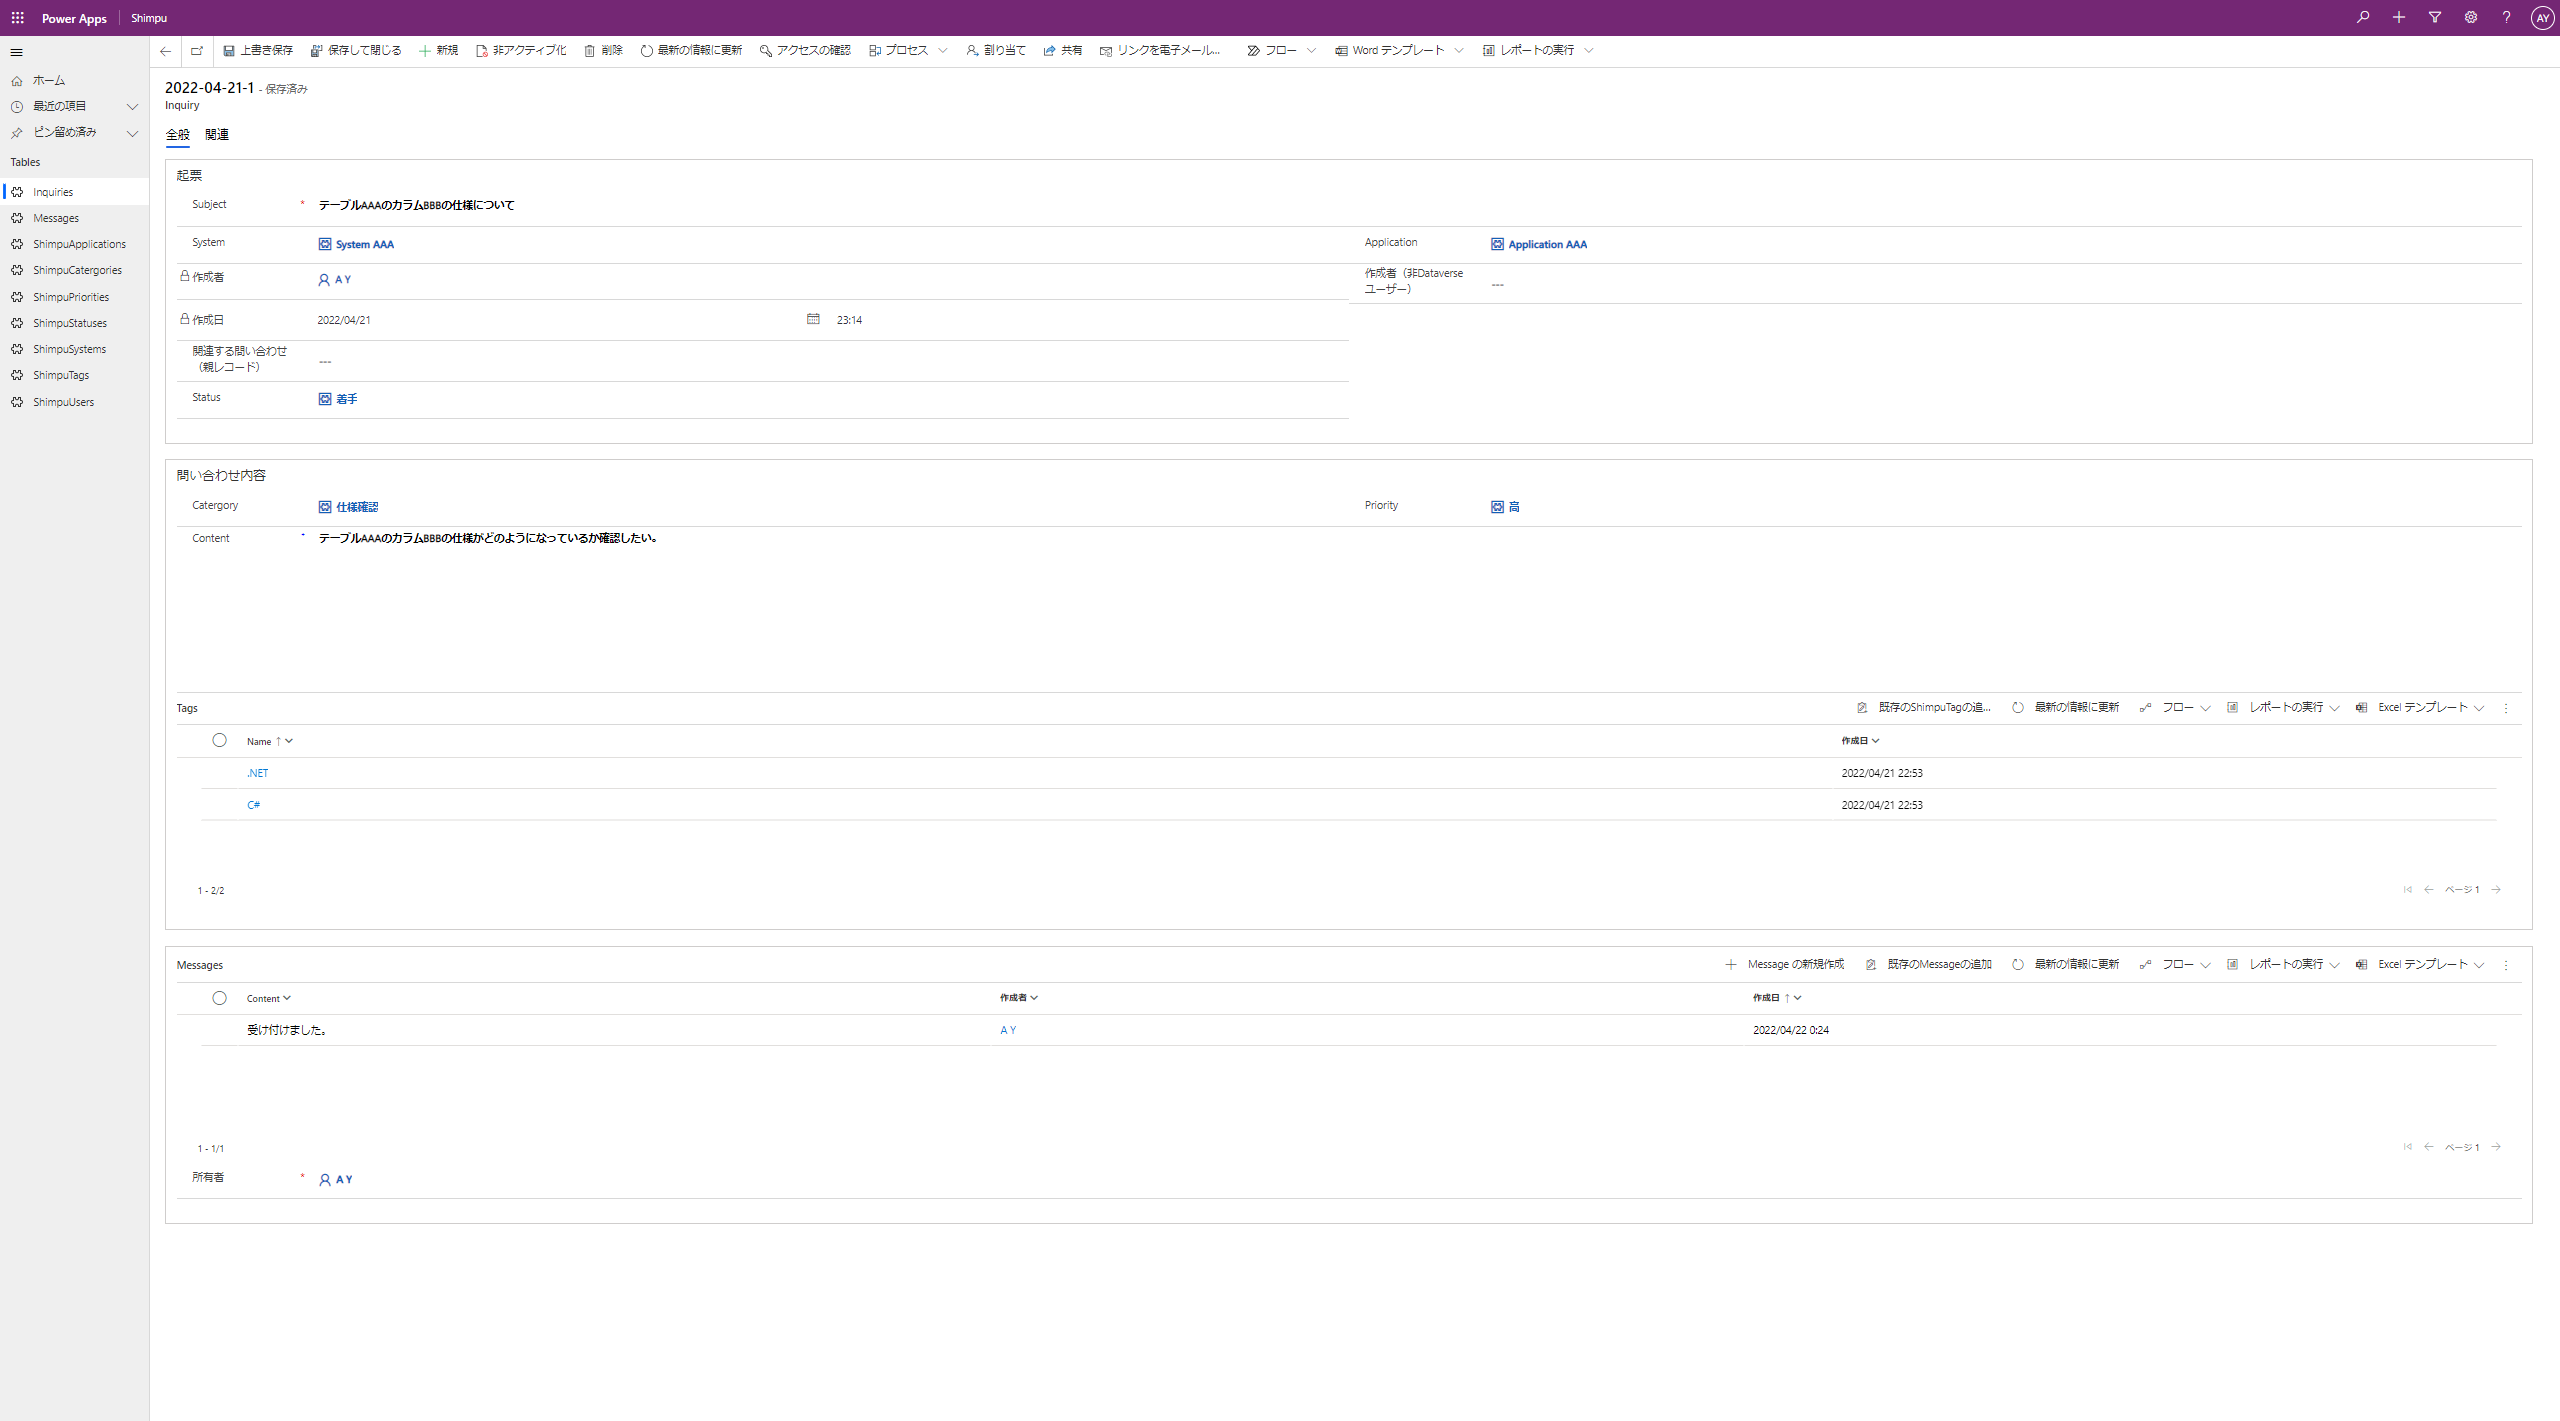 Power Apps Shimpu AY
上書き保存 保存して閉じる 新規 非アクティブ化 削除 最新の情報に更新 アクセスの確認 プロセス 割り当て 共有 リンクを電子メール... フロー Word テンプレート レポートの実行
ホーム
最近の項目
ピン留め済み
Tables
Inquiries
Messages
ShimpuApplications
ShimpuCatergories
ShimpuPriorities
ShimpuStatuses
ShimpuSystems
ShimpuTags
ShimpuUsers
2022-04-21-1 - 保存済み
Inquiry
全般 関連
起票
Subject * テーブルAAAのカラムBBBの仕様について
System System AAA Application Application AAA
作成者 A Y 作成者（非Dataverse
ユーザー） ---
作成日 2022/04/21 23:14
関連する問い合わせ
（親レコード） ---
Status 着手
問い合わせ内容
Catergory 仕様確認 Priority 高
Content + テーブルAAAのカラムBBBの仕様がどのようになっているか確認したい。
Tags 既存のShimpuTagの追... 最新の情報に更新 フロー レポートの実行 Excel テンプレート
Name ↑ 作成日
.NET 2022/04/21 22:53
C# 2022/04/21 22:53
1 - 2/2 ページ 1
Messages Message の新規作成 既存のMessageの追加 最新の情報に更新 フロー レポートの実行 Excel テンプレート
Content 作成者 作成日 ↑
受け付けました。 A Y 2022/04/22 0:24
1 - 1/1 ページ 1
所有者 * A Y